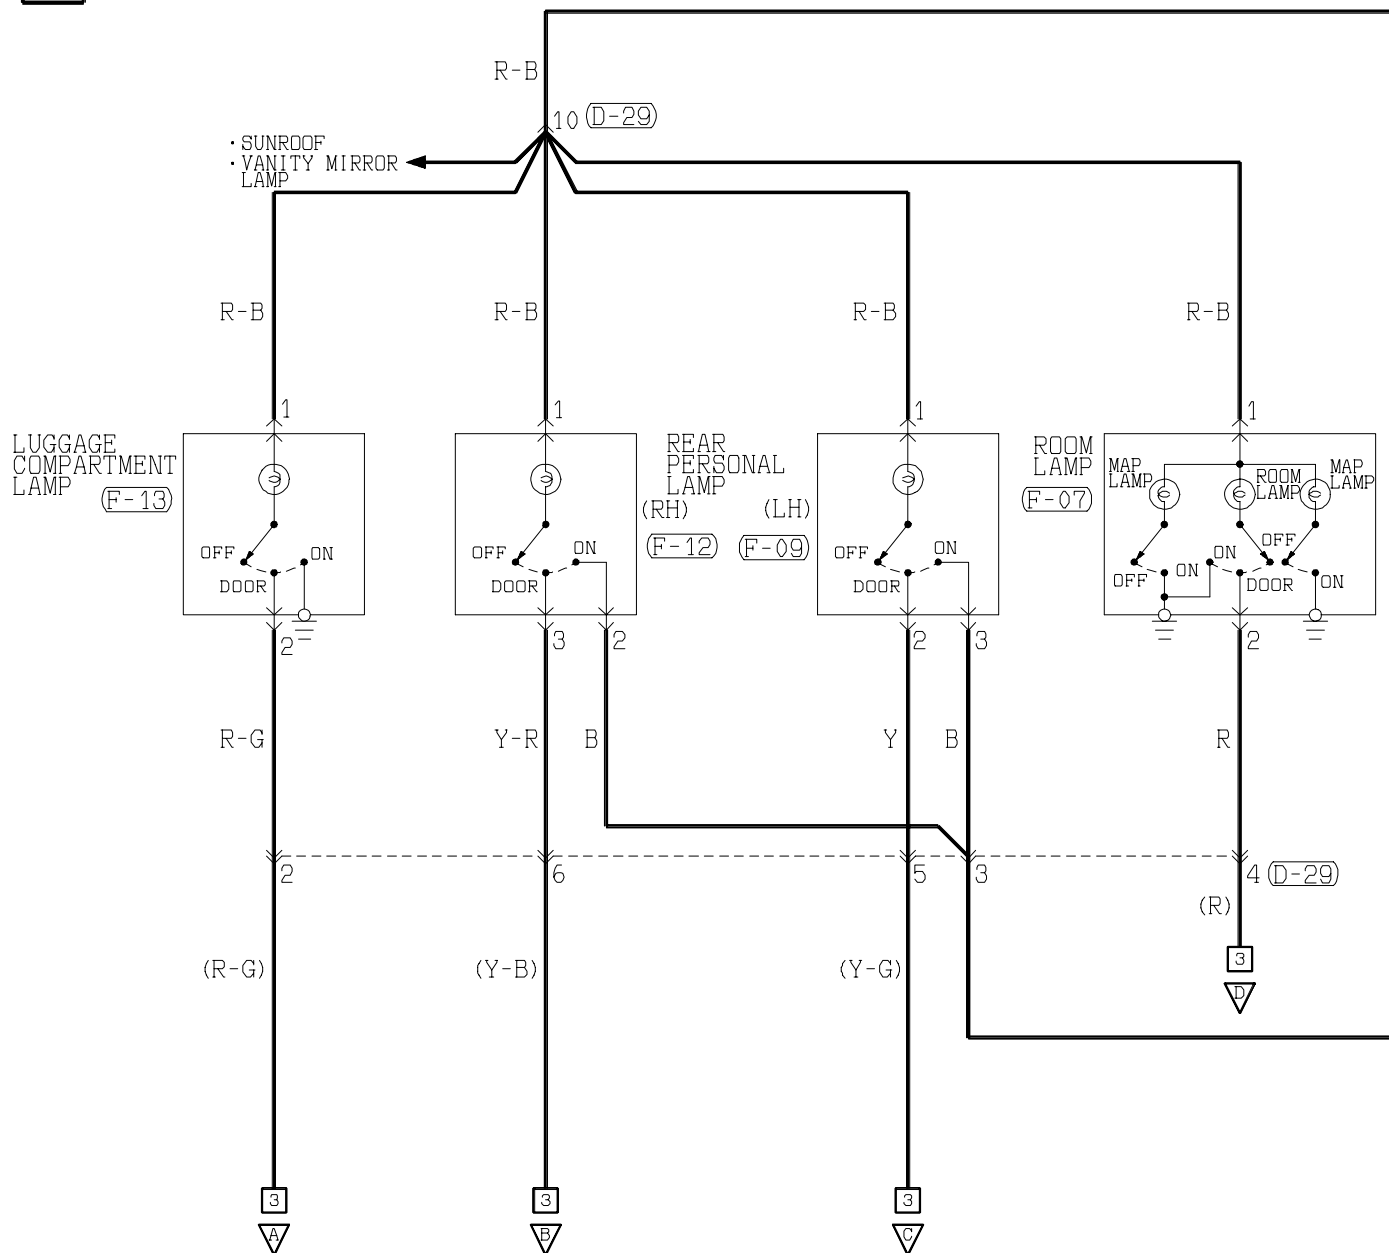 R-B
10 (D-29)
· SUNROOF
· VANITY MIRROR
LAMP
R-B
R-B
R-B
R-B
1
1
1
1
LUGGAGE
COMPARTMENT
LAMP
(F-13)
OFF
ON
DOOR
2
OFF
ON
DOOR
3
2
REAR
PERSONAL
LAMP
(RH)
(LH)
(F-12)
(F-09)
OFF
ON
DOOR
2
3
ROOM
LAMP
(F-07)
MAP
LAMP
ROOM
LAMP
MAP
LAMP
OFF
ON
ON
OFF
DOOR
ON
2
R-G
Y-R
B
Y
B
R
2
6
5
3
4 (D-29)
(R)
(R-G)
(Y-B)
(Y-G)
3
D
3
3
3
A
B
C